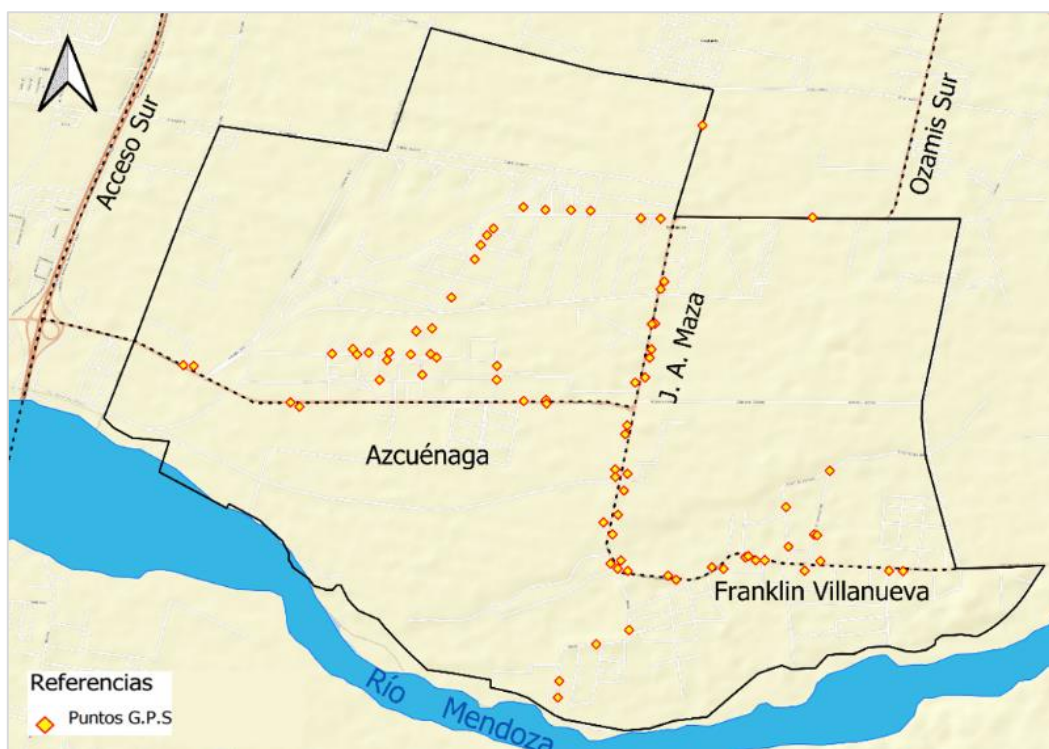 Acceso Sur
Ozamis Sur
J. A. Maza
Azcuénaga
Franklin Villanueva
Río Mendoza
Referencias
Puntos G.P.S